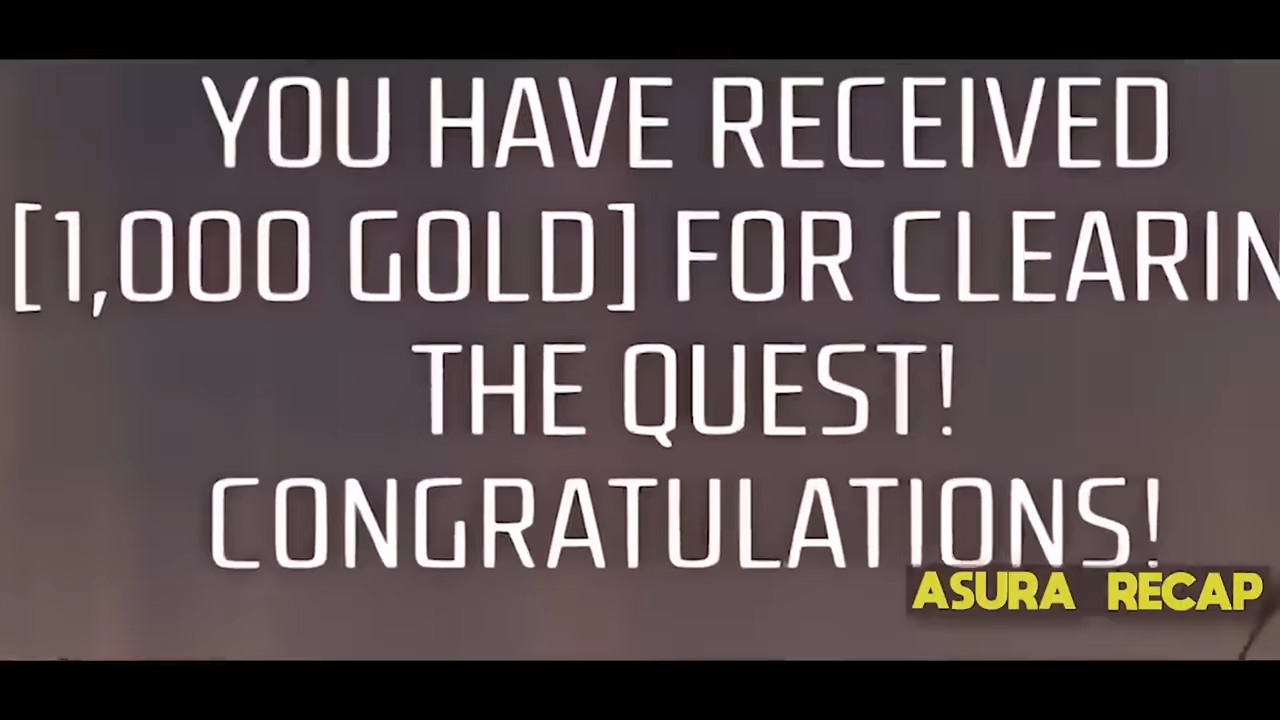 YOU HAVE RECEIVED
[1,000 GOLD] FOR CLEARIN
THE QUEST!
CONGRATULATIONS!
ASURA RECAP